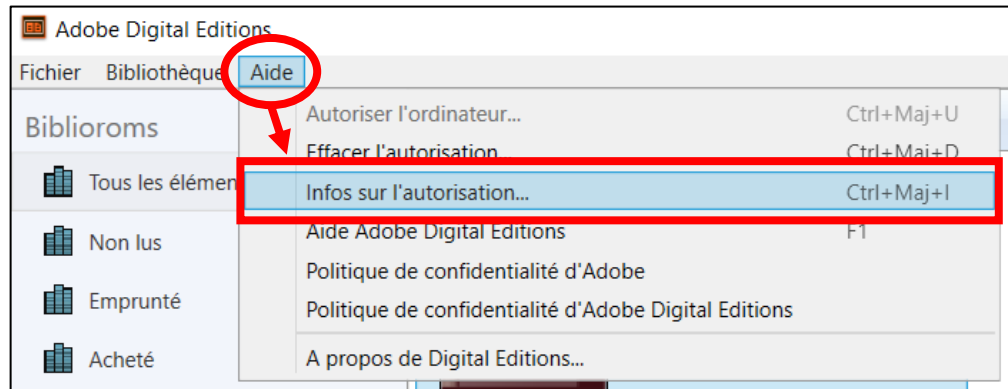 Adobe Digital Editions
Fichier Bibliothèque Aide
Biblioroms
Autoriser l'ordinateur... Ctrl+Maj+U
Effacer l'autorisation... Ctrl+Maj+D
Tous les élémen
Infos sur l'autorisation... Ctrl+Maj+I
Non lus
Aide Adobe Digital Editions F1
Politique de confidentialité d'Adobe
Emprunté
Politique de confidentialité d'Adobe Digital Editions
Acheté
A propos de Digital Editions...